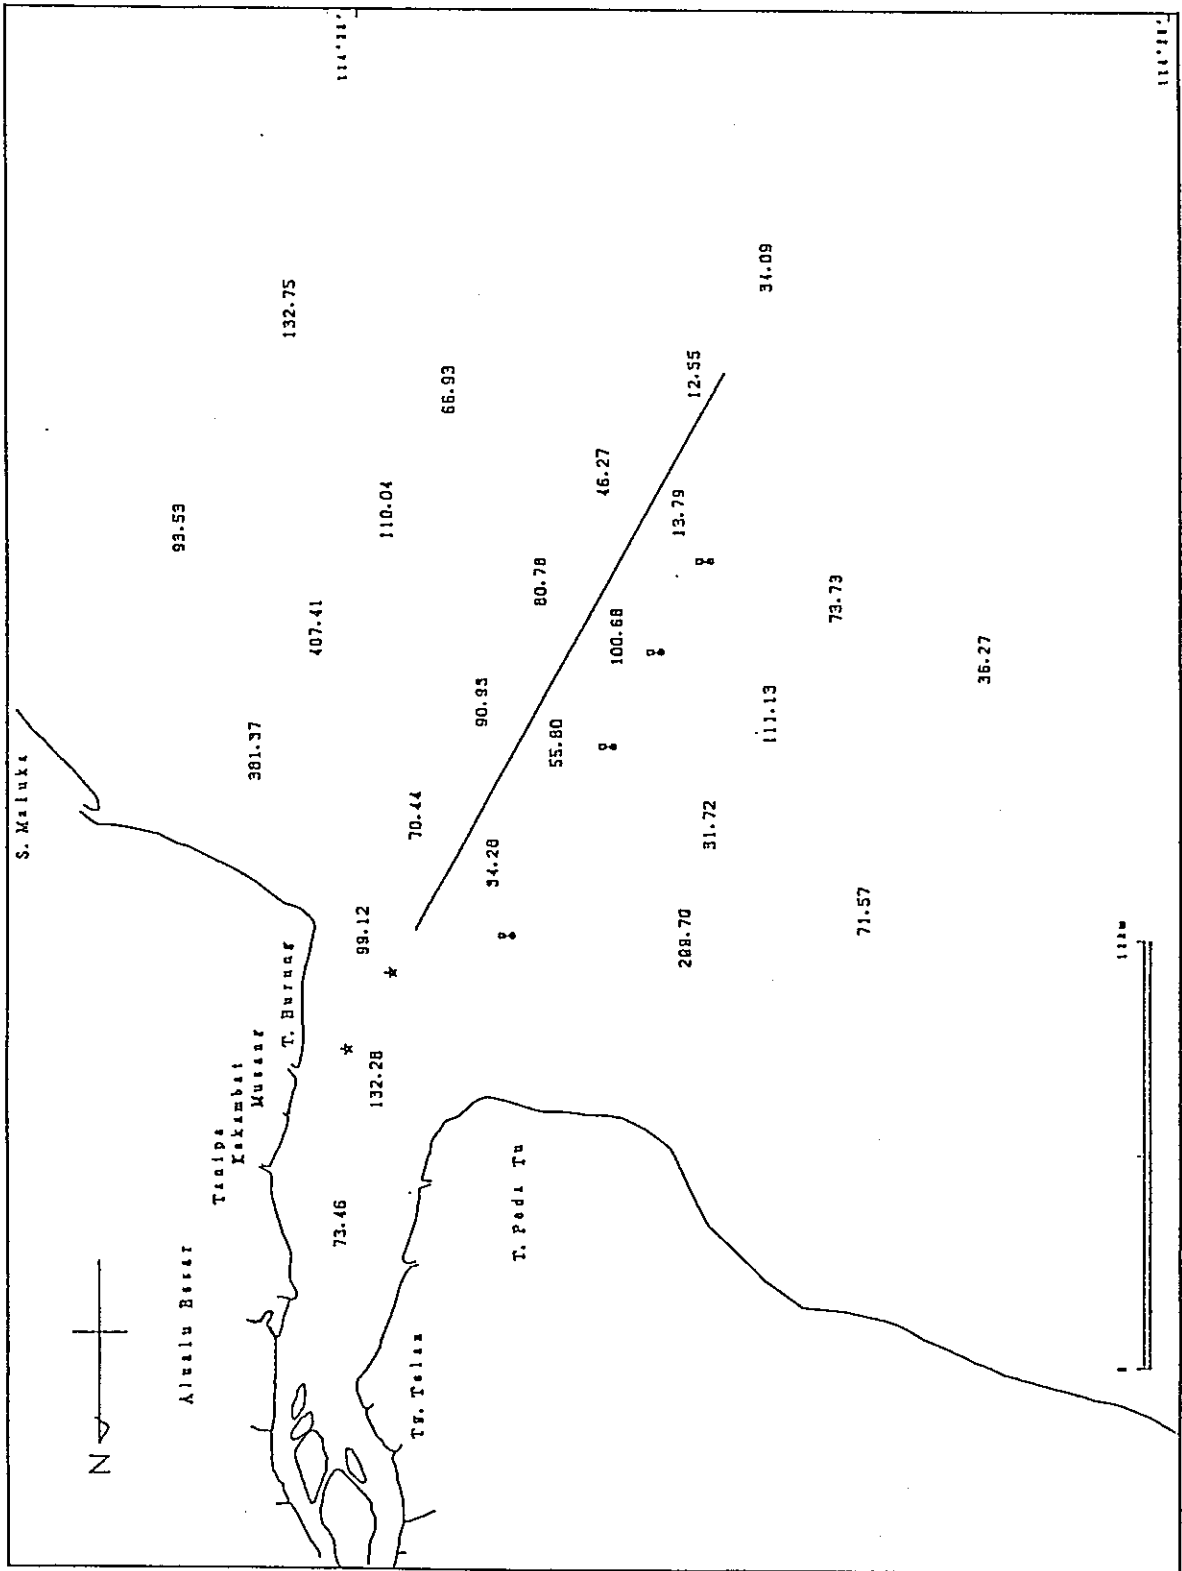 S. Maluka
93.53
132.75
381.37
407.41
110.04
66.93
T. Burung
99.12
70.44
90.95
80.78
46.27
12.55
34.09
Musang
Kakambat
Tanipa
132.28
34.28
55.80
100.68
13.79
Alualu Besar
73.46
T. Pada Tu
31.72
111.13
73.73
36.27
Tg. Telan
71.57
N